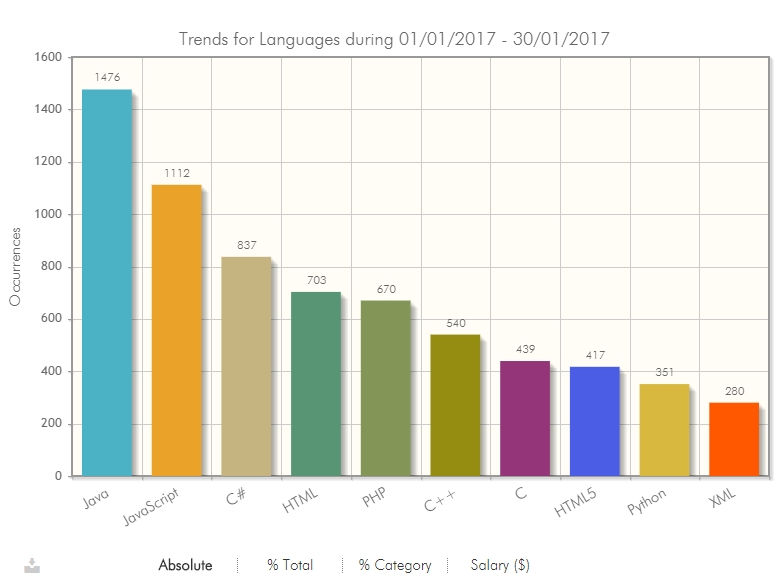 Trends for Languages during 01/01/2017 - 30/01/2017
Occurrences
1600
1400
1200
1000
800
600
400
200
0
1476
1112
837
703
670
540
439
417
351
280
Java
JavaScript
C#
HTML
PHP
C++
C
HTML5
Python
XML
Absolute % Total % Category Salary ($)